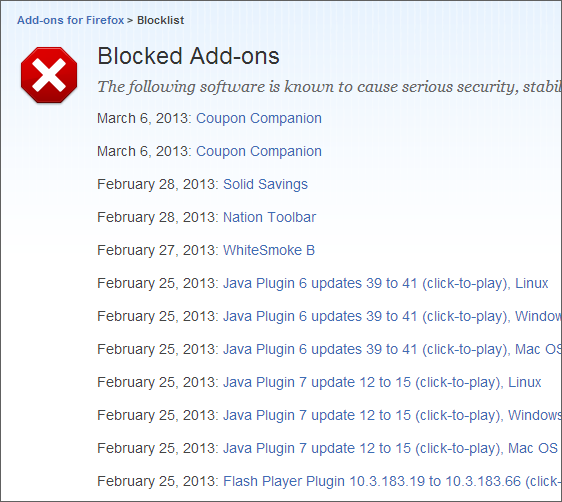 Add-ons for Firefox > Blocklist
Blocked Add-ons
The following software is known to cause serious security,
March 6, 2013: Coupon Companion
March 6, 2013: Coupon Companion
February 28, 2013: Solid Savings
February 28, 2013: Nation Toolbar
February 27, 2013: WhiteSmoke B
February 25, 2013: Java Plugin 6 updates 39 to 41 (click-to-play), Linux
February 25, 2013: Java Plugin 6 updates 39 to 41 (click-to-play),
February 25, 2013: Java Plugin 6 updates 39 to 41 (click-to-play), Mac OS
February 25, 2013: Java Plugin 7 update 12 to 15 (click-to-play), Linux
February 25, 2013: Java Plugin 7 update 12 to 15 (click-to-play), Windows
February 25, 2013: Java Plugin 7 update 12 to 15 (click-to-play), Mac OS
February 25, 2013: Flash Player Plugin 10.3.183.19 to 10.3.183.66 (click-